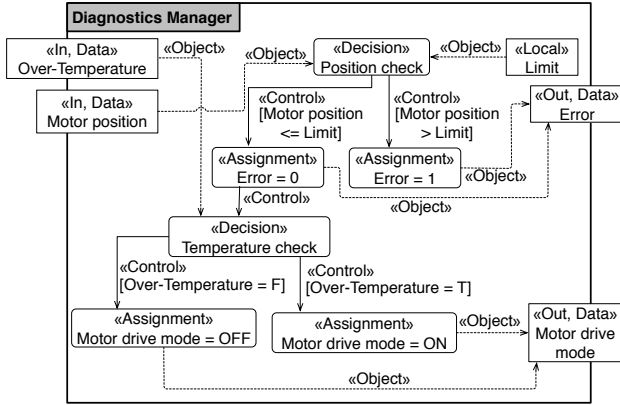 Diagnostics Manager
«In, Data»
Over-Temperature
«Object»
«Decision»
Position check
«Object»
«Local»
Limit
«In, Data»
Motor position
«Control»
[Motor position
<= Limit]
«Control»
[Motor position
> Limit]
«Out, Data»
Error
«Assignment»
Error = 0
«Assignment»
Error = 1
«Object»
«Control»
«Object»
«Decision»
Temperature check
«Control»
[Over-Temperature = F]
«Control»
[Over-Temperature = T]
«Assignment»
Motor drive mode = OFF
«Assignment»
Motor drive mode = ON
«Object»
«Out, Data»
Motor drive
mode
«Object»